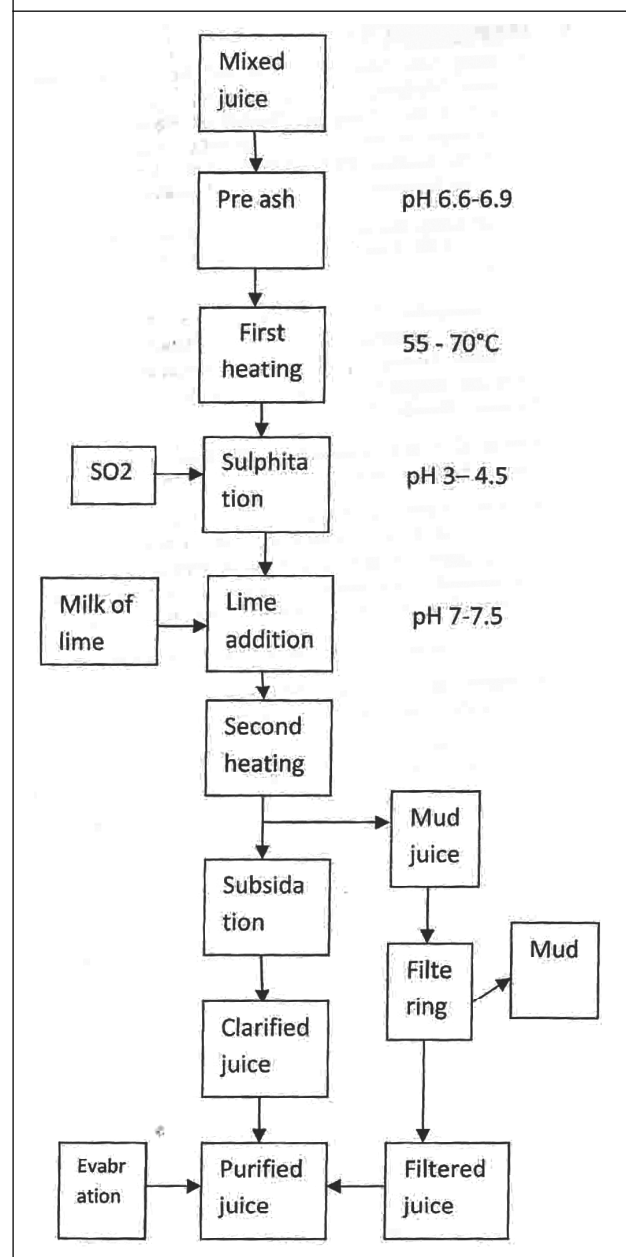 Mixed
juice
Pre ash
pH 6.6-6.9
First
heating
55 - 70°C
SO2
Sulphita
tion
pH 3– 4.5
Milk of
lime
Lime
addition
pH 7-7.5
Second
heating
Mud
juice
Subsida
tion
Filte
ring
Mud
Clarified
juice
Evabr
ation
Purified
juice
Filtered
juice